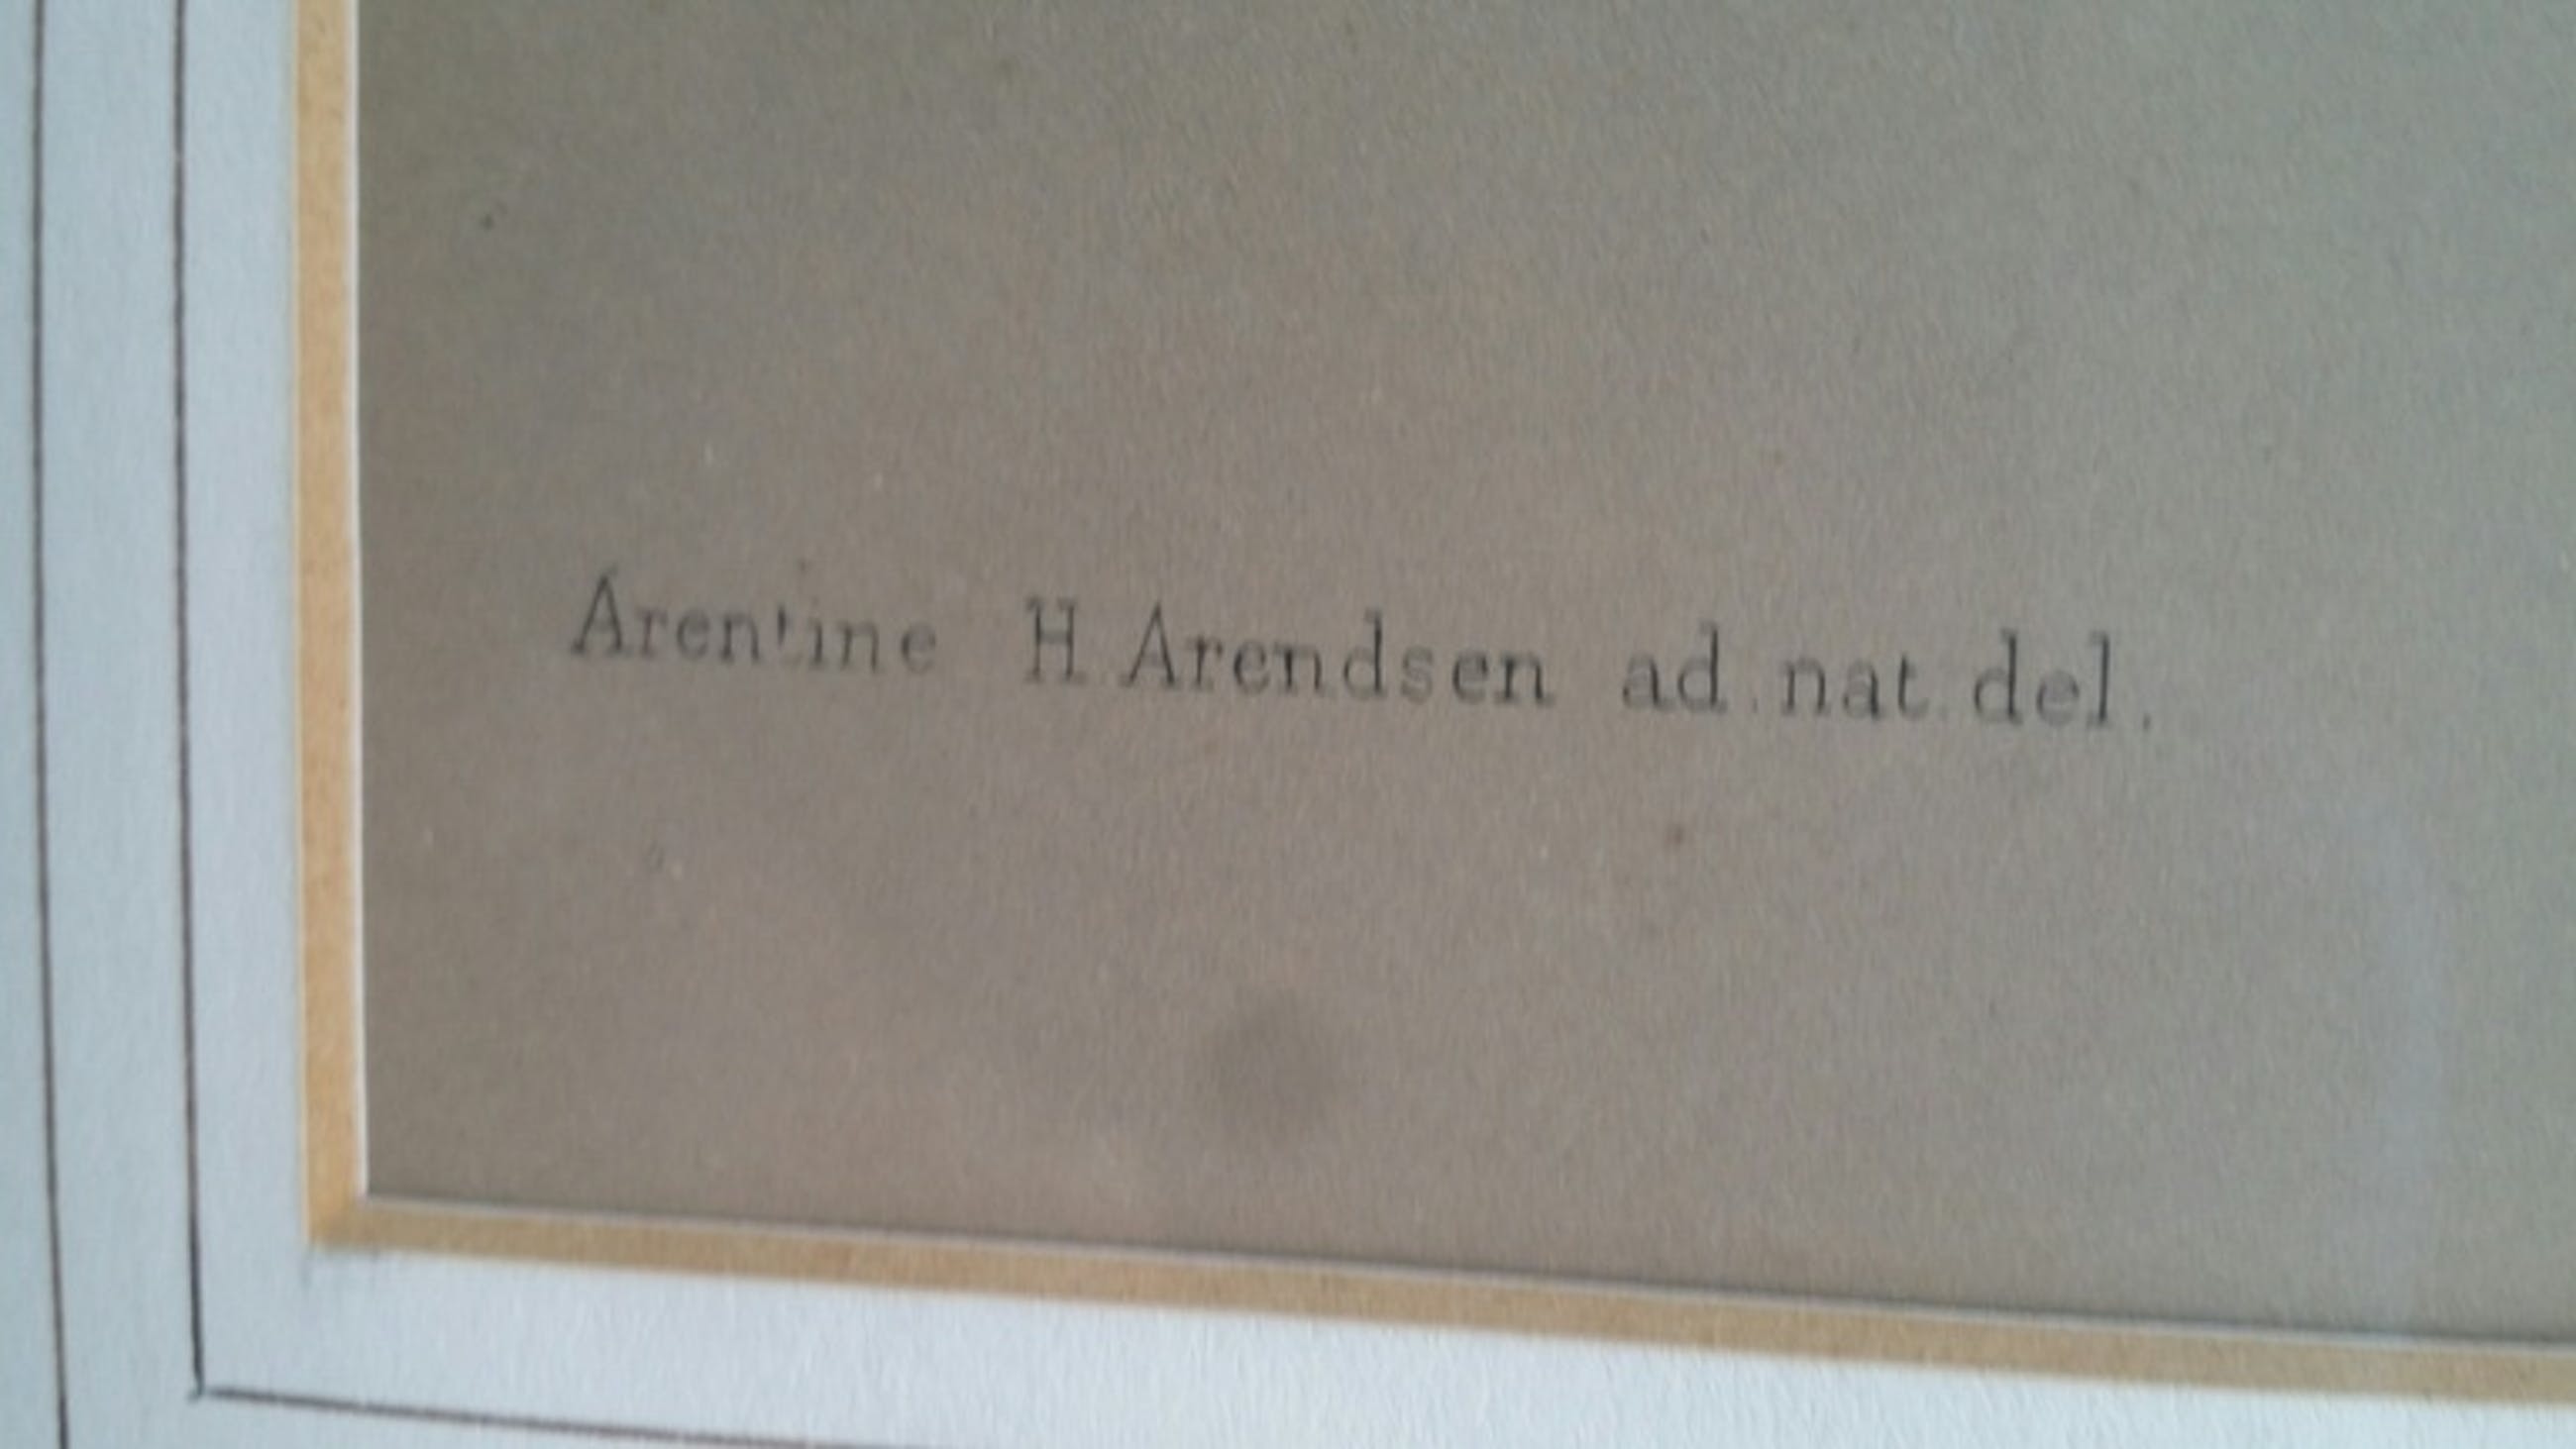 Arentine H. Arendsen ad. nat. del.